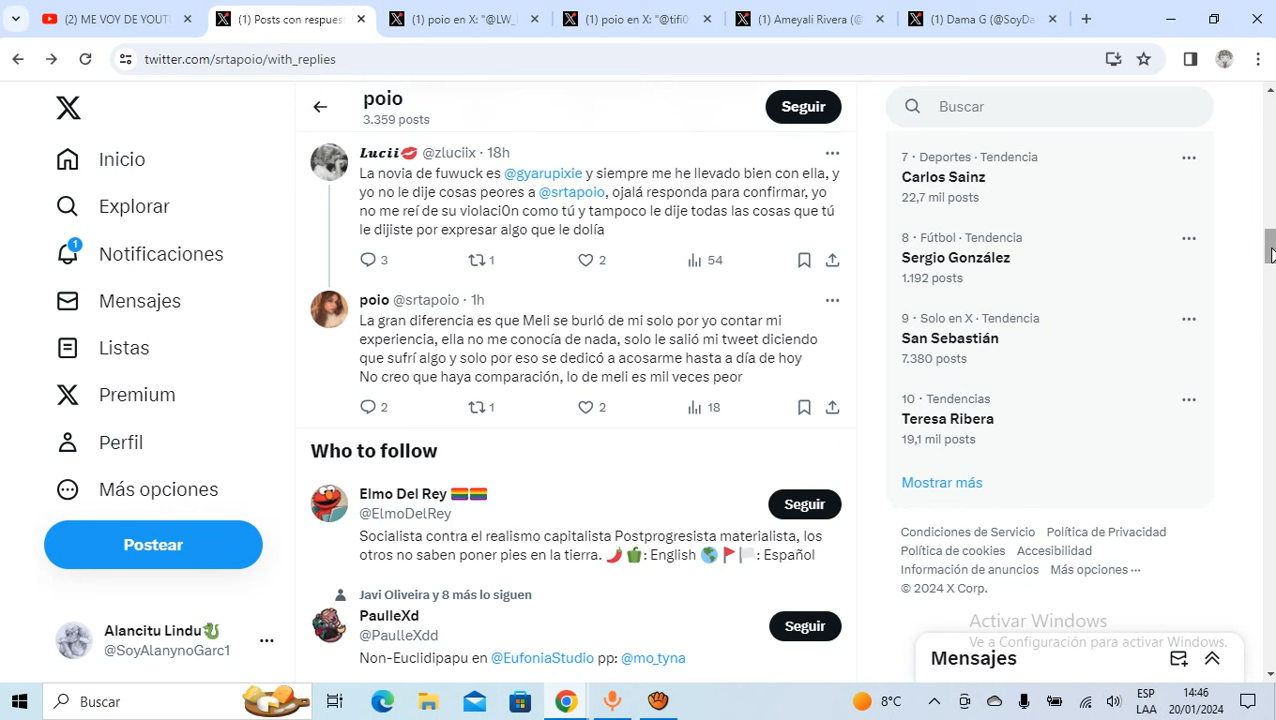 (2) ME VOY DE YOUT
(1) Posts con respues
(1) poio en X: "@LW_
(1) poio en X: "@tifi0
(1) Ameyali Rivera (@
(1) Dama G (@SoyDa
twitter.com/srtapoio/with_replies
Inicio
Explorar
1
Notificaciones
Mensajes
Listas
Premium
Perfil
Más opciones
Postear
Alancitu Lindu🐉
@SoyAlanynoGarc1
poio
3.359 posts
Seguir
Lucii💋 @zluciix · 18h
La novia de fuwuck es @gyarupixie y siempre me he llevado bien con ella, y
yo no le dije cosas peores a @srtapoio, ojalá responda para confirmar, yo
no me reí de su violaci0n como tú y tampoco le dije todas las cosas que tú
le dijiste por expresar algo que le dolía
3 1 2 54
poio @srtapoio · 1h
La gran diferencia es que Meli se burló de mi solo por yo contar mi
experiencia, ella no me conocía de nada, solo le salió mi tweet diciendo
que sufrí algo y solo por eso se dedicó a acosarme hasta a día de hoy
No creo que haya comparación, lo de meli es mil veces peor
2 1 2 18
Who to follow
Elmo Del Rey 🏳️‍🌈🏳️‍🌈
@ElmoDelRey
Seguir
Socialista contra el realismo capitalista Postprogresista materialista, los
otros no saben poner pies en la tierra. 🌶️🫑: English 🌎🚩🏳️: Español
Javi Oliveira y 8 más lo siguen
PaulleXd
@PaulleXdd
Seguir
Non-Euclidipapu en @EufoniaStudio pp: @mo_tyna
Buscar
7 · Deportes · Tendencia
Carlos Sainz
22,7 mil posts
8 · Fútbol · Tendencia
Sergio González
1.192 posts
9 · Solo en X · Tendencia
San Sebastián
7.380 posts
10 · Tendencias
Teresa Ribera
19,1 mil posts
Mostrar más
Condiciones de Servicio Política de Privacidad
Política de cookies Accesibilidad
Información de anuncios Más opciones ···
© 2024 X Corp.
Activar Windows
Ve a Configuración para activar Windows.
Mensajes
Buscar
8°C
ESP
LAA
14:46
20/01/2024